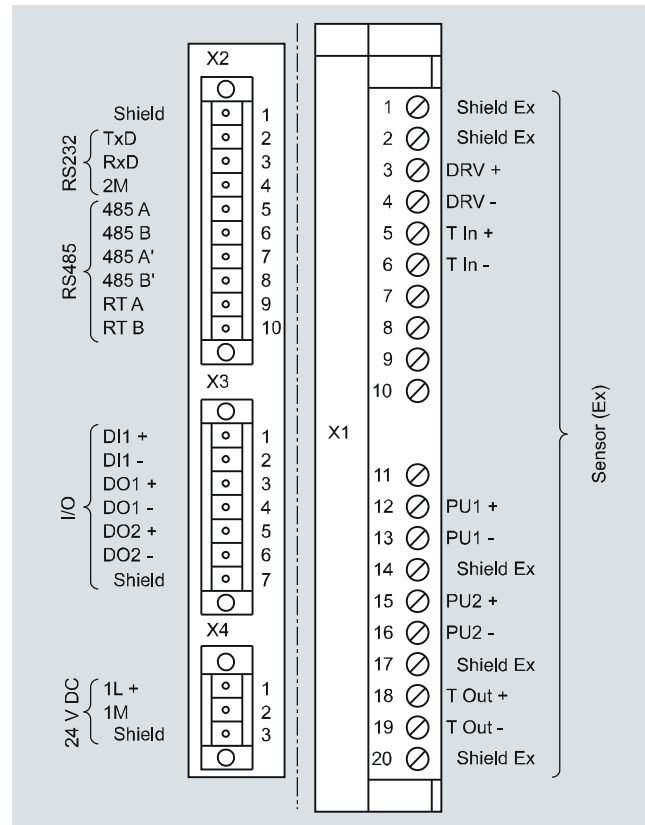 X2
Shield 1
RS232
TxD 2
RxD 3
2M 4
RS485
485 A 5
485 B 6
485 A' 7
485 B' 8
RT A 9
RT B 10
X3
I/O
DI1 + 1
DI1 - 2
DO1 + 3
DO1 - 4
DO2 + 5
DO2 - 6
Shield 7
X4
24 V DC
1L + 1
1M 2
Shield 3
X1
1 Shield Ex
2 Shield Ex
3 DRV +
4 DRV -
5 T In +
6 T In -
7
8
9
10
11
12 PU1 +
13 PU1 -
14 Shield Ex
15 PU2 +
16 PU2 -
17 Shield Ex
18 T Out +
19 T Out -
20 Shield Ex
Sensor (Ex)